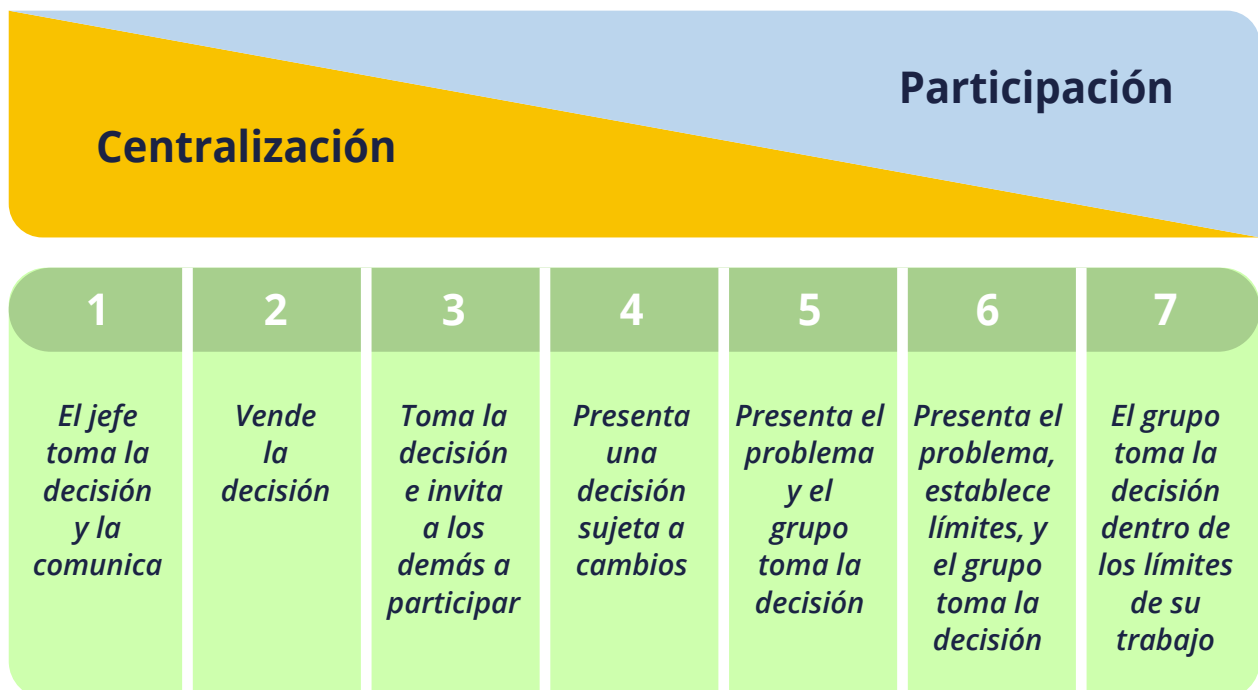 Participación
Centralización
1
El jefe
toma la
decisión
y la
comunica
2
Vende
la
decisión
3
Toma la
decisión
e invita
a los
demás a
participar
4
Presenta
una
decisión
sujeta a
cambios
5
Presenta el
problema
y el
grupo
toma la
decisión
6
Presenta el
problema,
establece
límites, y
el grupo
toma la
decisión
7
El grupo
toma la
decisión
dentro de
los límites
de su
trabajo